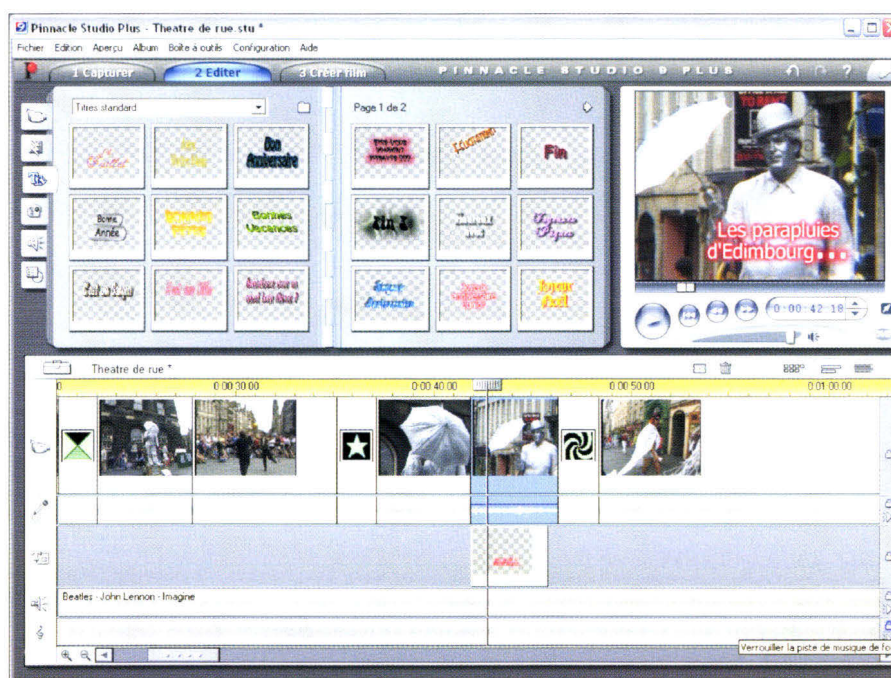 Pinnacle Studio Plus - Theatre de rue.stu *
Fichier Edition Aperçu Album Boîte à outils Configuration Aide
1 Capturer 2 Editer 3 Créer film PINNACLE STUDIO 9 PLUS
Titres standard
Page 1 de 2
Bon
Anniversaire
Fin
Bonne
Année
Bonnes
Vacances
TO RENT
Les parapluies
d'Edimbourg...
0:00:42.18
Theatre de rue *
0:00:30:00 0:00:40:00 0:00:50:00 0:01:00:00
Beatles - John Lennon - Imagine
Verrouiller la piste de musique de fo